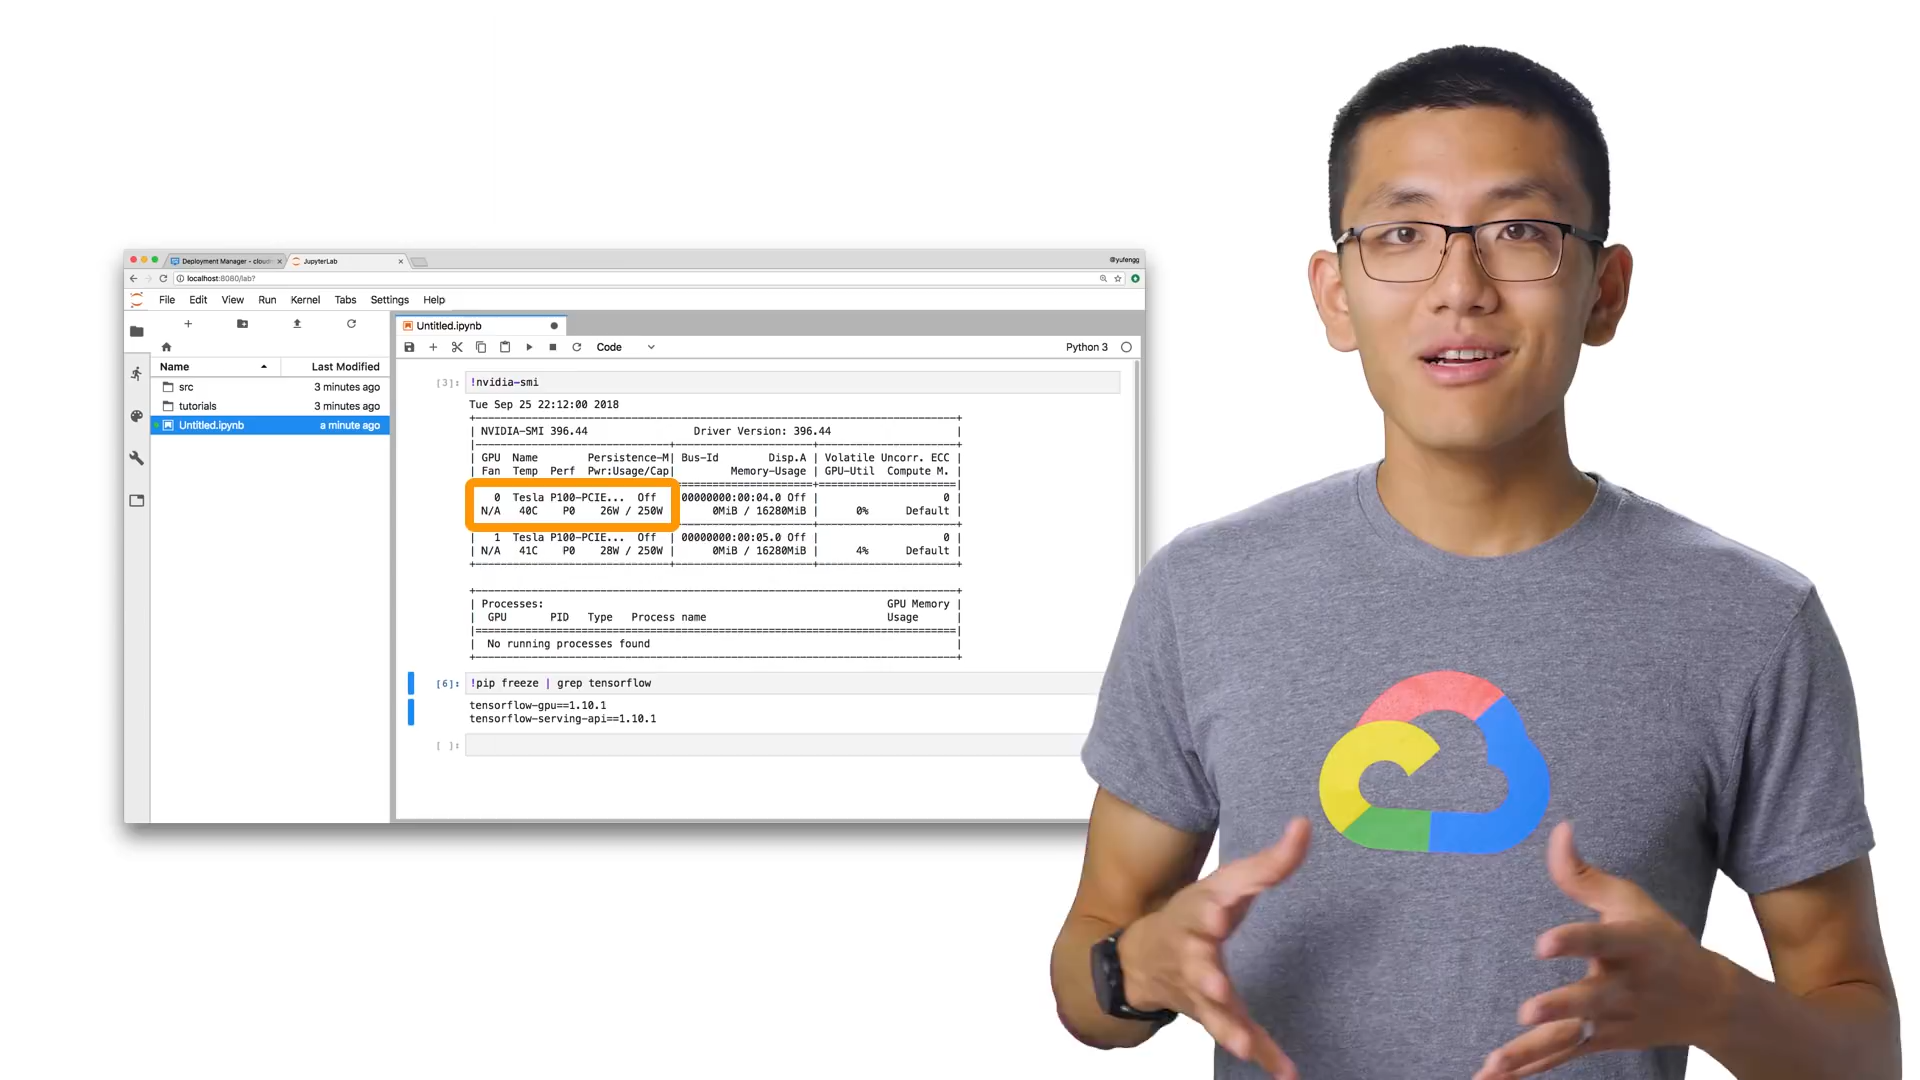 Deployment Manager - cloud
JupyterLab
@yufengg
localhost:8080/lab?
File Edit View Run Kernel Tabs Settings Help
Untitled.ipynb
Code
Python 3
Name
Last Modified
src 3 minutes ago
tutorials 3 minutes ago
Untitled.ipynb a minute ago
[3]: !nvidia-smi
Tue Sep 25 22:12:00 2018
| NVIDIA-SMI 396.44 Driver Version: 396.44 |
| GPU Name Persistence-M| Bus-Id Disp.A | Volatile Uncorr. ECC |
| Fan Temp Perf Pwr:Usage/Cap| Memory-Usage | GPU-Util Compute M. |
0 Tesla P100-PCIE... Off 00000000:00:04.0 Off | 0 |
N/A 40C P0 26W / 250W 0MiB / 16280MiB | 0% Default |
| 1 Tesla P100-PCIE... Off | 00000000:00:05.0 Off | 0 |
| N/A 41C P0 28W / 250W | 0MiB / 16280MiB | 4% Default |
| Processes: GPU Memory |
| GPU PID Type Process name Usage |
| No running processes found |
[6]: !pip freeze | grep tensorflow
tensorflow-gpu==1.10.1
tensorflow-serving-api==1.10.1
[ ]: